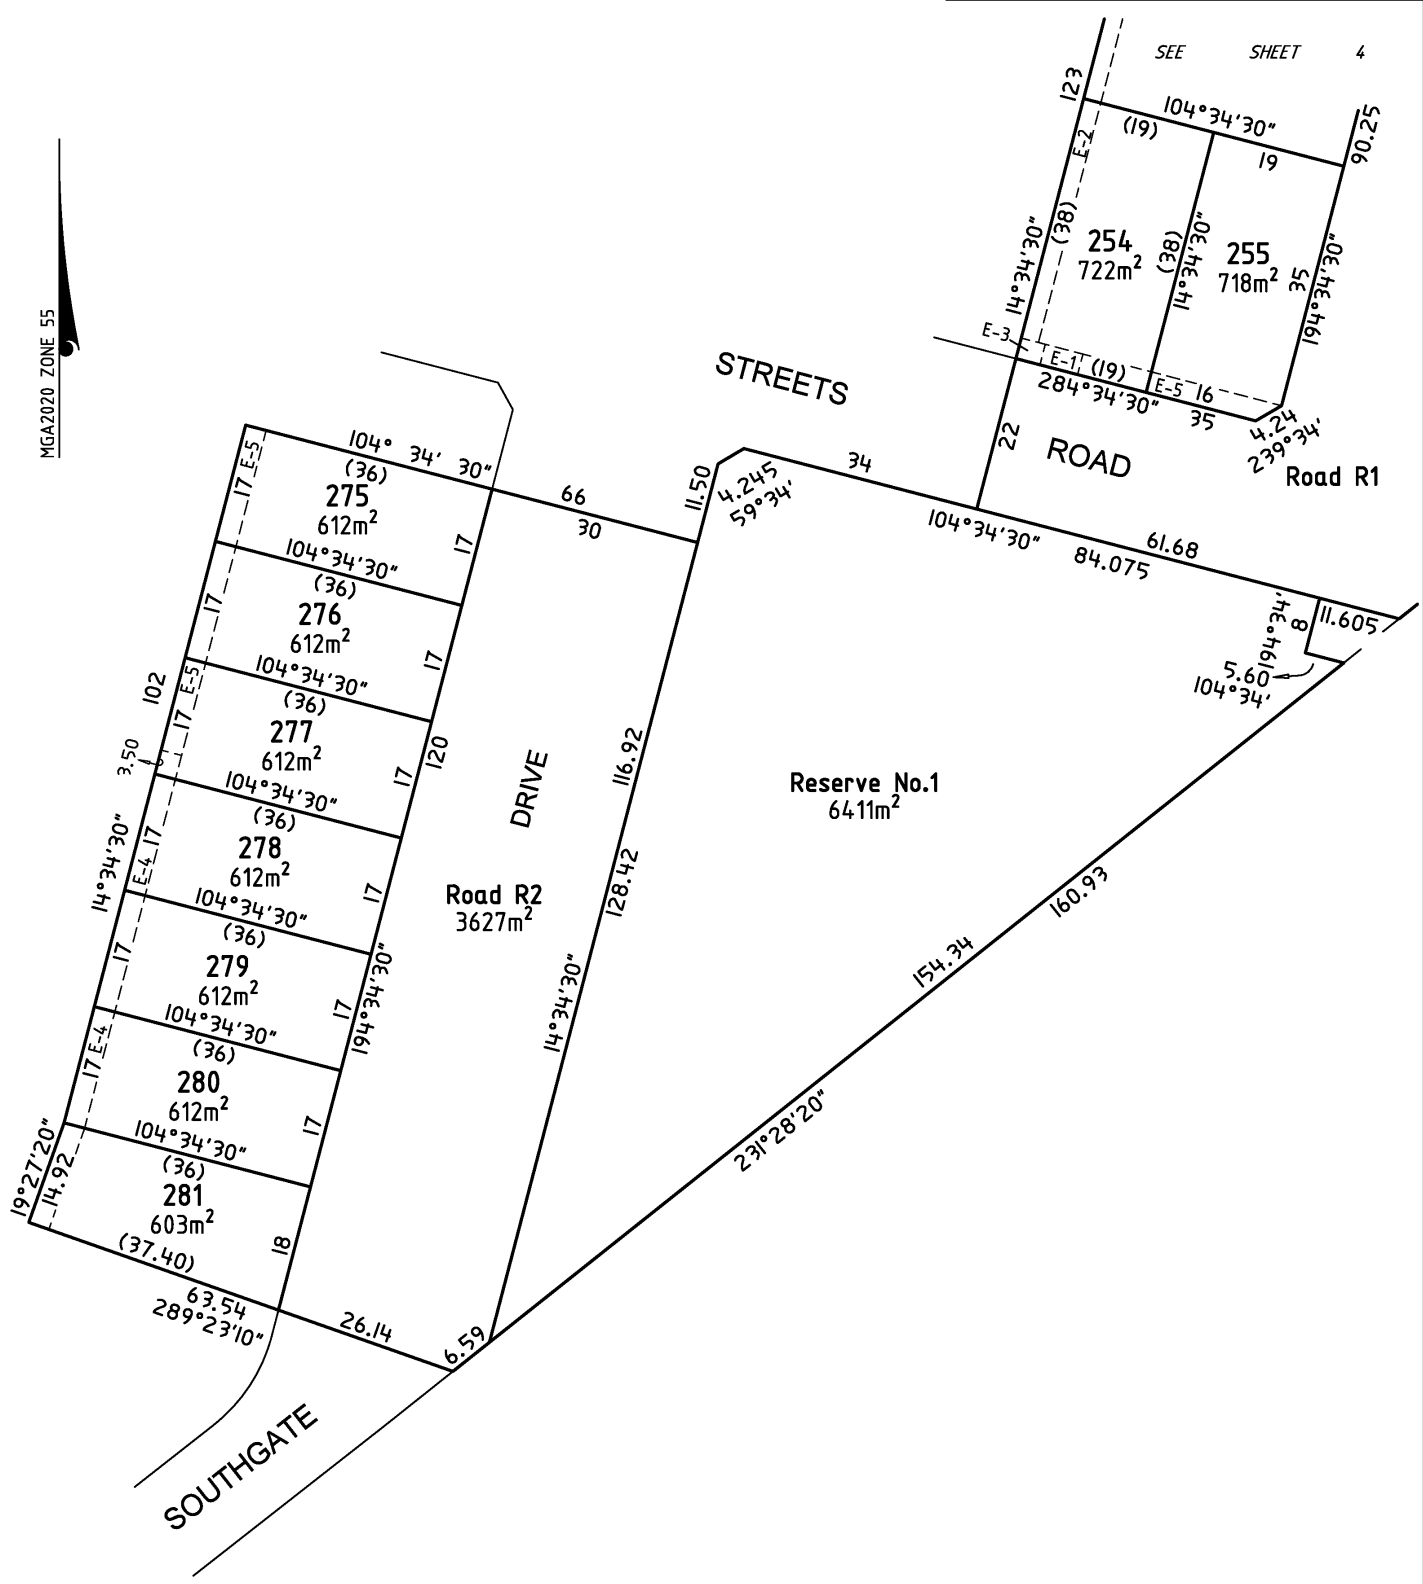 SEE SHEET 4
123
104°34'30"
(19)
19
90.25
E-2
MGA2020 ZONE 55
14°34'30"
(38)
254
722m²
(38)
14°34'30"
255
718m²
35
194°34'30"
E-3
E-1
(19)
284°34'30"
E-5
16
35
4.24
239°34'
STREETS
22
ROAD
Road R1
104° 34' 30"
(36)
17
E-5
275
612m²
17
66
30
11.50
4.245
59°34'
34
104°34'30"
84.075
61.68
194°34'
8
11.605
5.60
104°34'
104°34'30"
(36)
17
276
612m²
17
104°34'30"
(36)
102
E-5
17
277
612m²
17
120
3.50
104°34'30"
(36)
14°34'30"
17
E-4
278
612m²
17
DRIVE
116.92
128.42
Reserve No.1
6411m²
Road R2
3627m²
104°34'30"
(36)
17
279
612m²
17
194°34'30"
14°34'30"
160.93
154.34
231°28'20"
104°34'30"
(36)
17
E-4
280
612m²
17
104°34'30"
(36)
19°27'20"
14.92
281
603m²
18
(37.40)
63.54
289°23'10"
26.14
6.59
SOUTHGATE